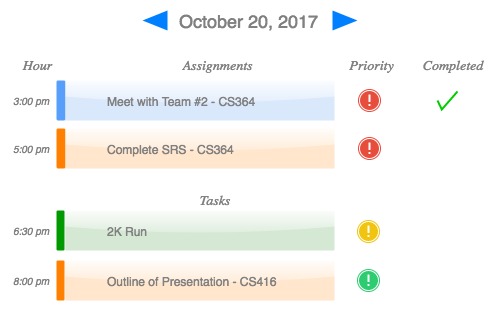 October 20, 2017
Hour Assignments Priority Completed
3:00 pm Meet with Team #2 - CS364
5:00 pm Complete SRS - CS364
Tasks
6:30 pm 2K Run
8:00 pm Outline of Presentation - CS416